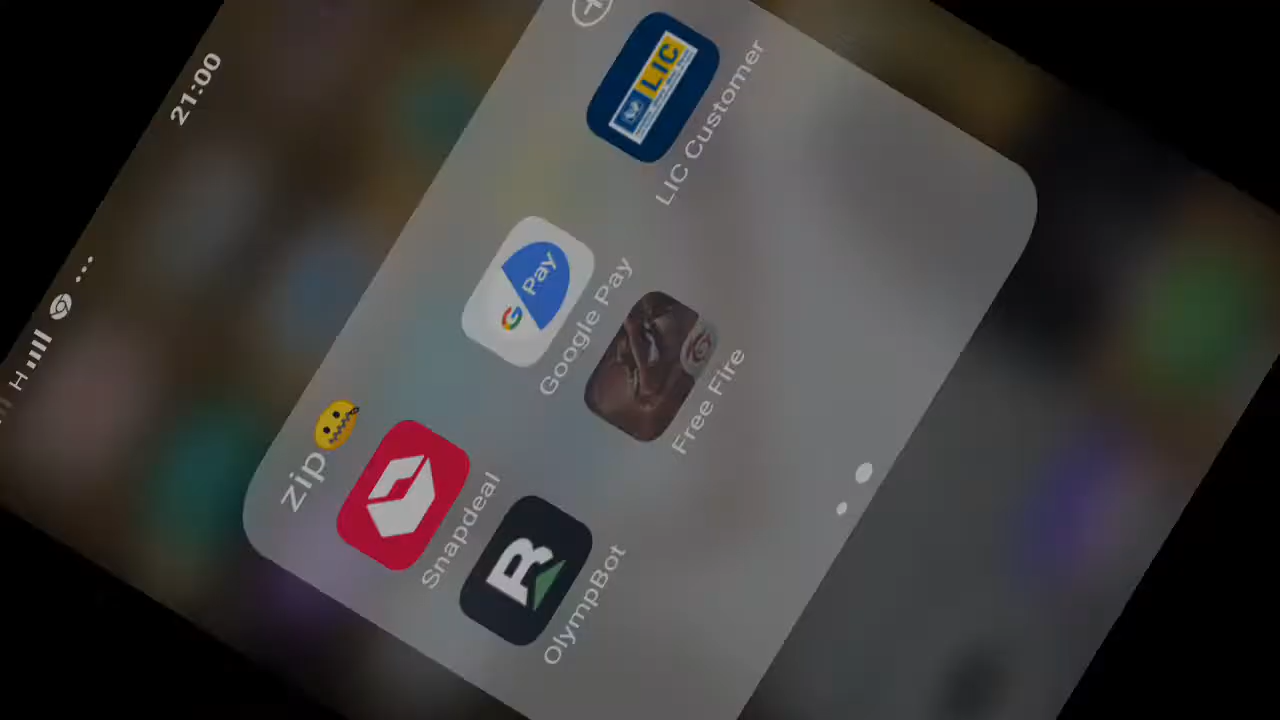 21:00
H
zip🤐
Snapdeal
Google Pay
LIC Customer
OlympBot
Free Fire
G Pay
LIC
R